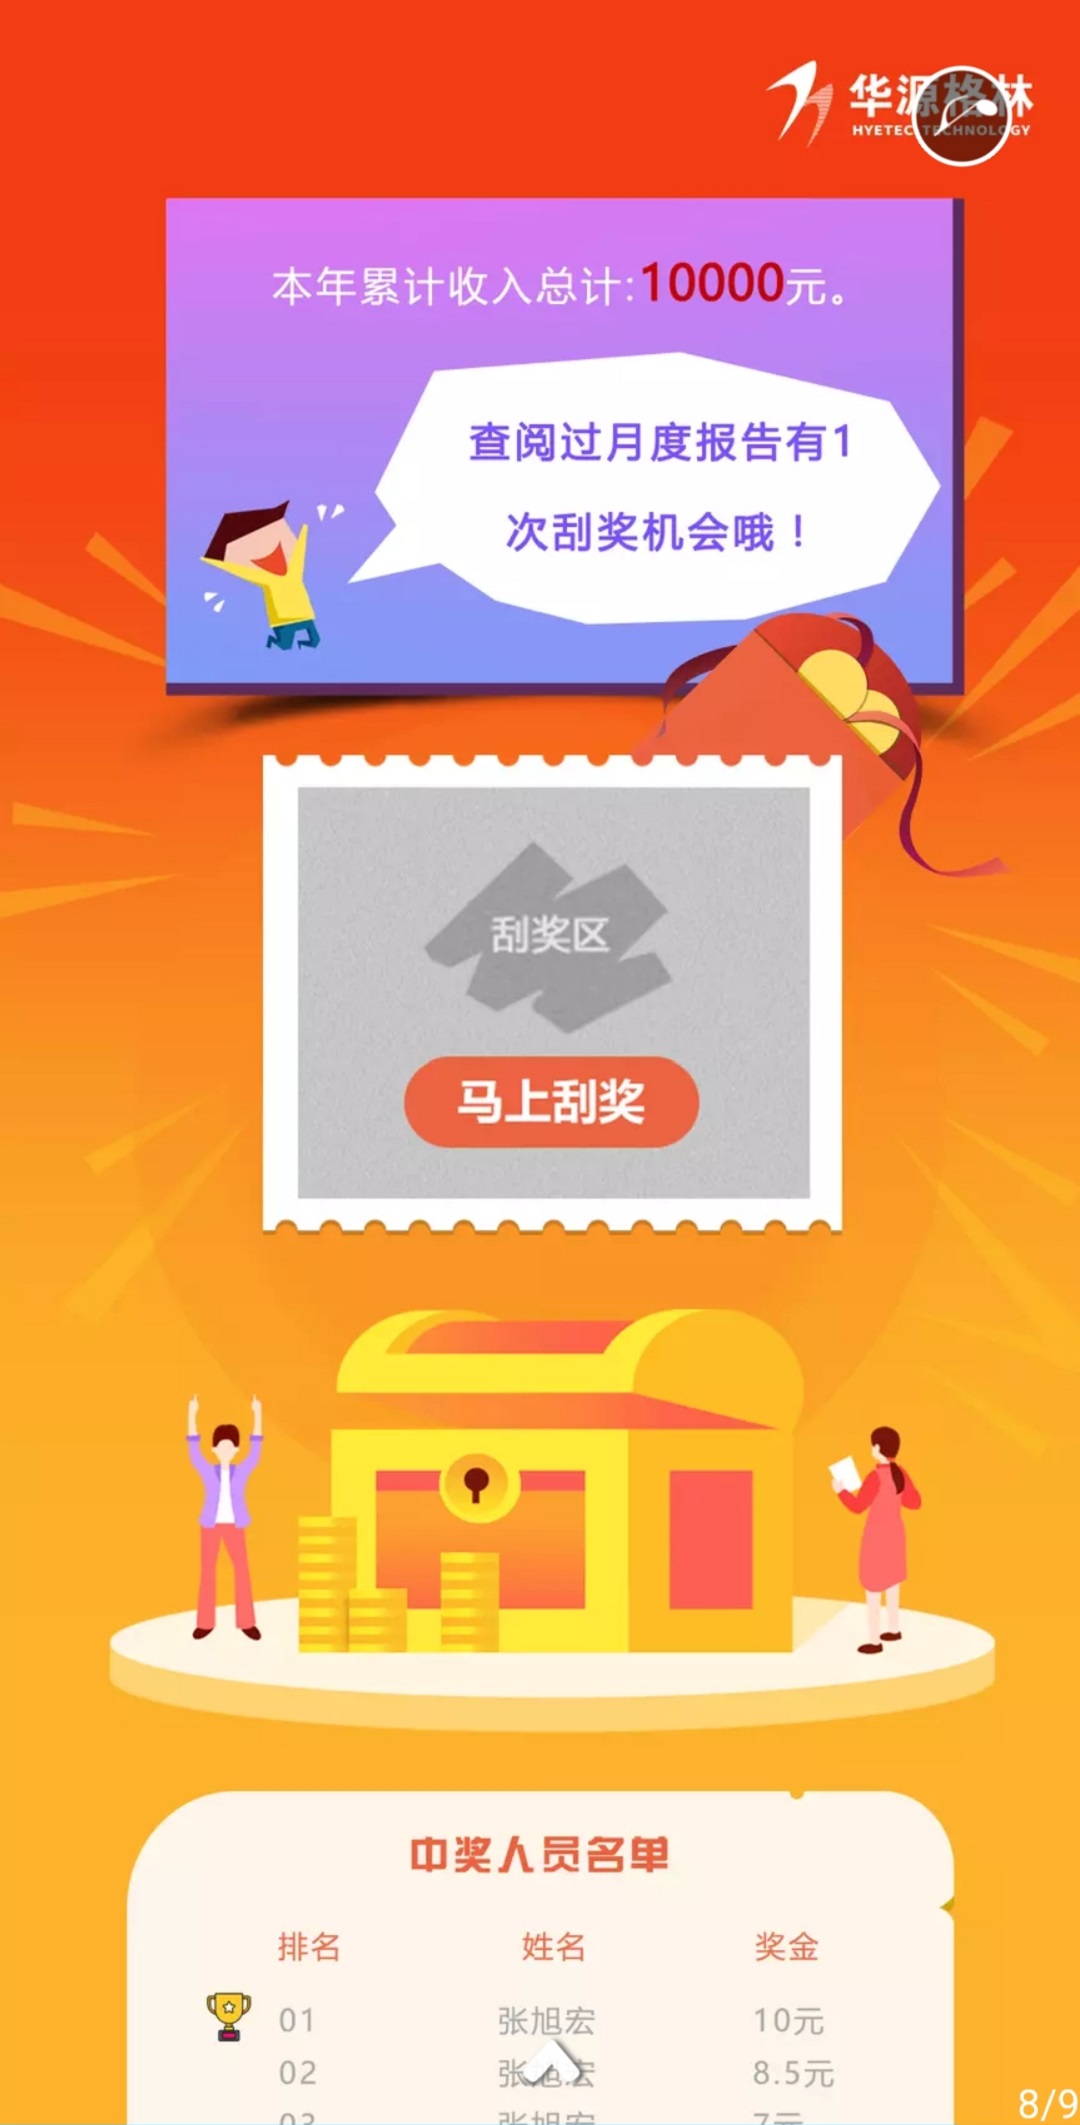 华源格林
HYETEC TECHNOLOGY
本年累计收入总计:10000元。
查阅过月度报告有1
次刮奖机会哦！
刮奖区
马上刮奖
中奖人员名单
排名 姓名 奖金
01 张旭宏 10元
02 张旭宏 8.5元
03 张旭宏 7元
8/9